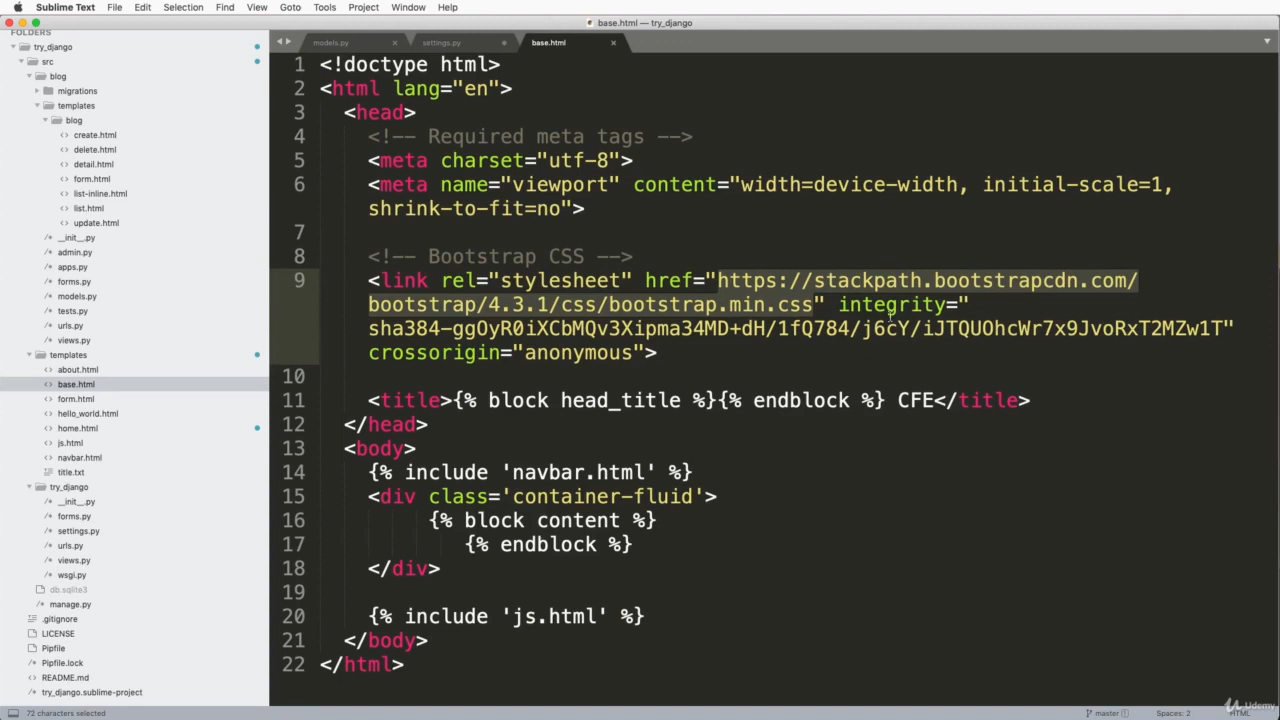 Sublime Text File Edit Selection Find View Goto Tools Project Window Help
base.html — try_django
FOLDERS
try_django
src
blog
migrations
templates
blog
create.html
delete.html
detail.html
form.html
list-inline.html
list.html
update.html
__init__.py
admin.py
apps.py
forms.py
models.py
tests.py
urls.py
views.py
templates
about.html
base.html
form.html
hello_world.html
home.html
js.html
navbar.html
title.txt
try_django
__init__.py
forms.py
settings.py
urls.py
views.py
wsgi.py
db.sqlite3
manage.py
.gitignore
LICENSE
Pipfile
Pipfile.lock
README.md
try_django.sublime-project
models.py settings.py base.html
1 <!doctype html>
2 <html lang="en">
3 <head>
4 <!-- Required meta tags -->
5 <meta charset="utf-8">
6 <meta name="viewport" content="width=device-width, initial-scale=1,
shrink-to-fit=no">
7
8 <!-- Bootstrap CSS -->
9 <link rel="stylesheet" href="https://stackpath.bootstrapcdn.com/
bootstrap/4.3.1/css/bootstrap.min.css" integrity="
sha384-ggOyR0iXCbMQv3Xipma34MD+dH/1fQ784/j6cY/iJTQUOhcWr7x9JvoRxT2MZw1T"
crossorigin="anonymous">
10
11 <title>{% block head_title %}{% endblock %} CFE</title>
12 </head>
13 <body>
14 {% include 'navbar.html' %}
15 <div class='container-fluid'>
16 {% block content %}
17 {% endblock %}
18 </div>
19
20 {% include 'js.html' %}
21 </body>
22 </html>
72 characters selected
master 1 Spaces: 2 HTML
Udemy